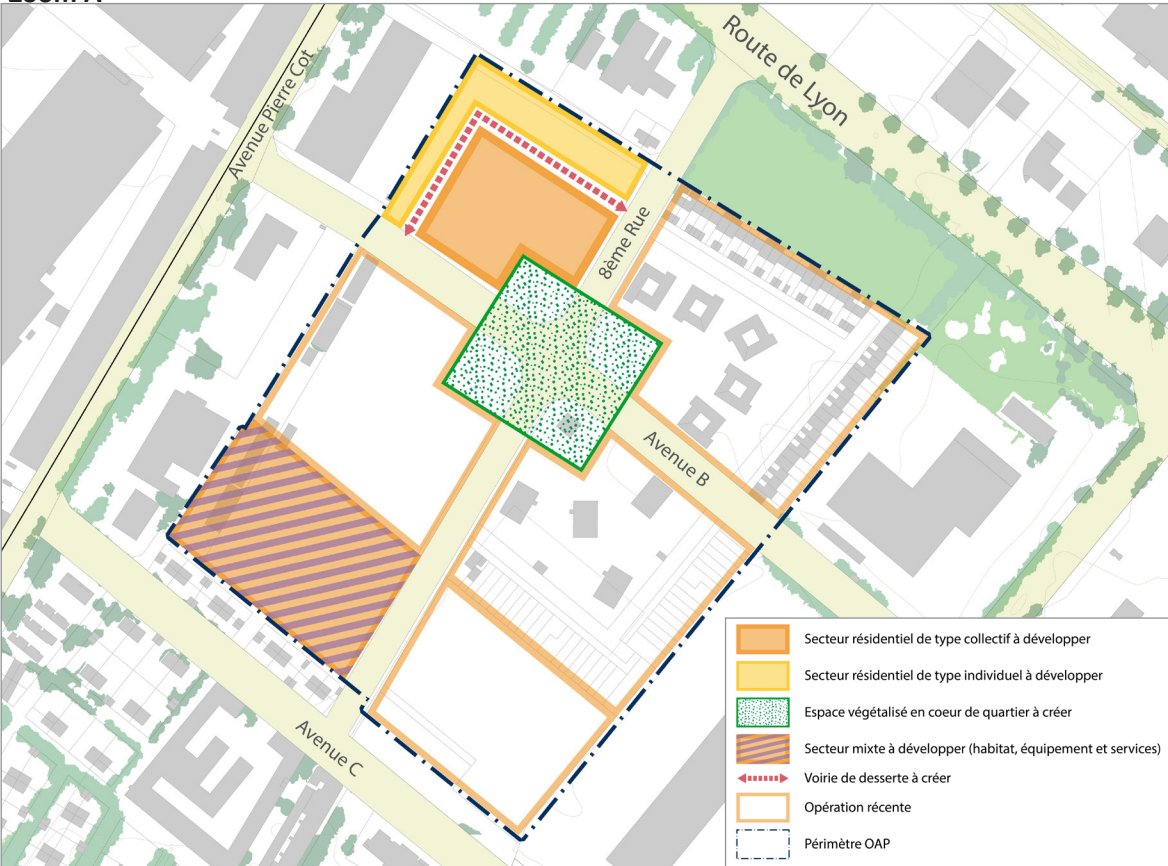 Route de Lyon
Avenue Pierre Cot
8ème Rue
Avenue B
Avenue C
Secteur résidentiel de type collectif à développer
Secteur résidentiel de type individuel à développer
Espace végétalisé en coeur de quartier à créer
Secteur mixte à développer (habitat, équipement et services)
Voirie de desserte à créer
Opération récente
Périmètre OAP